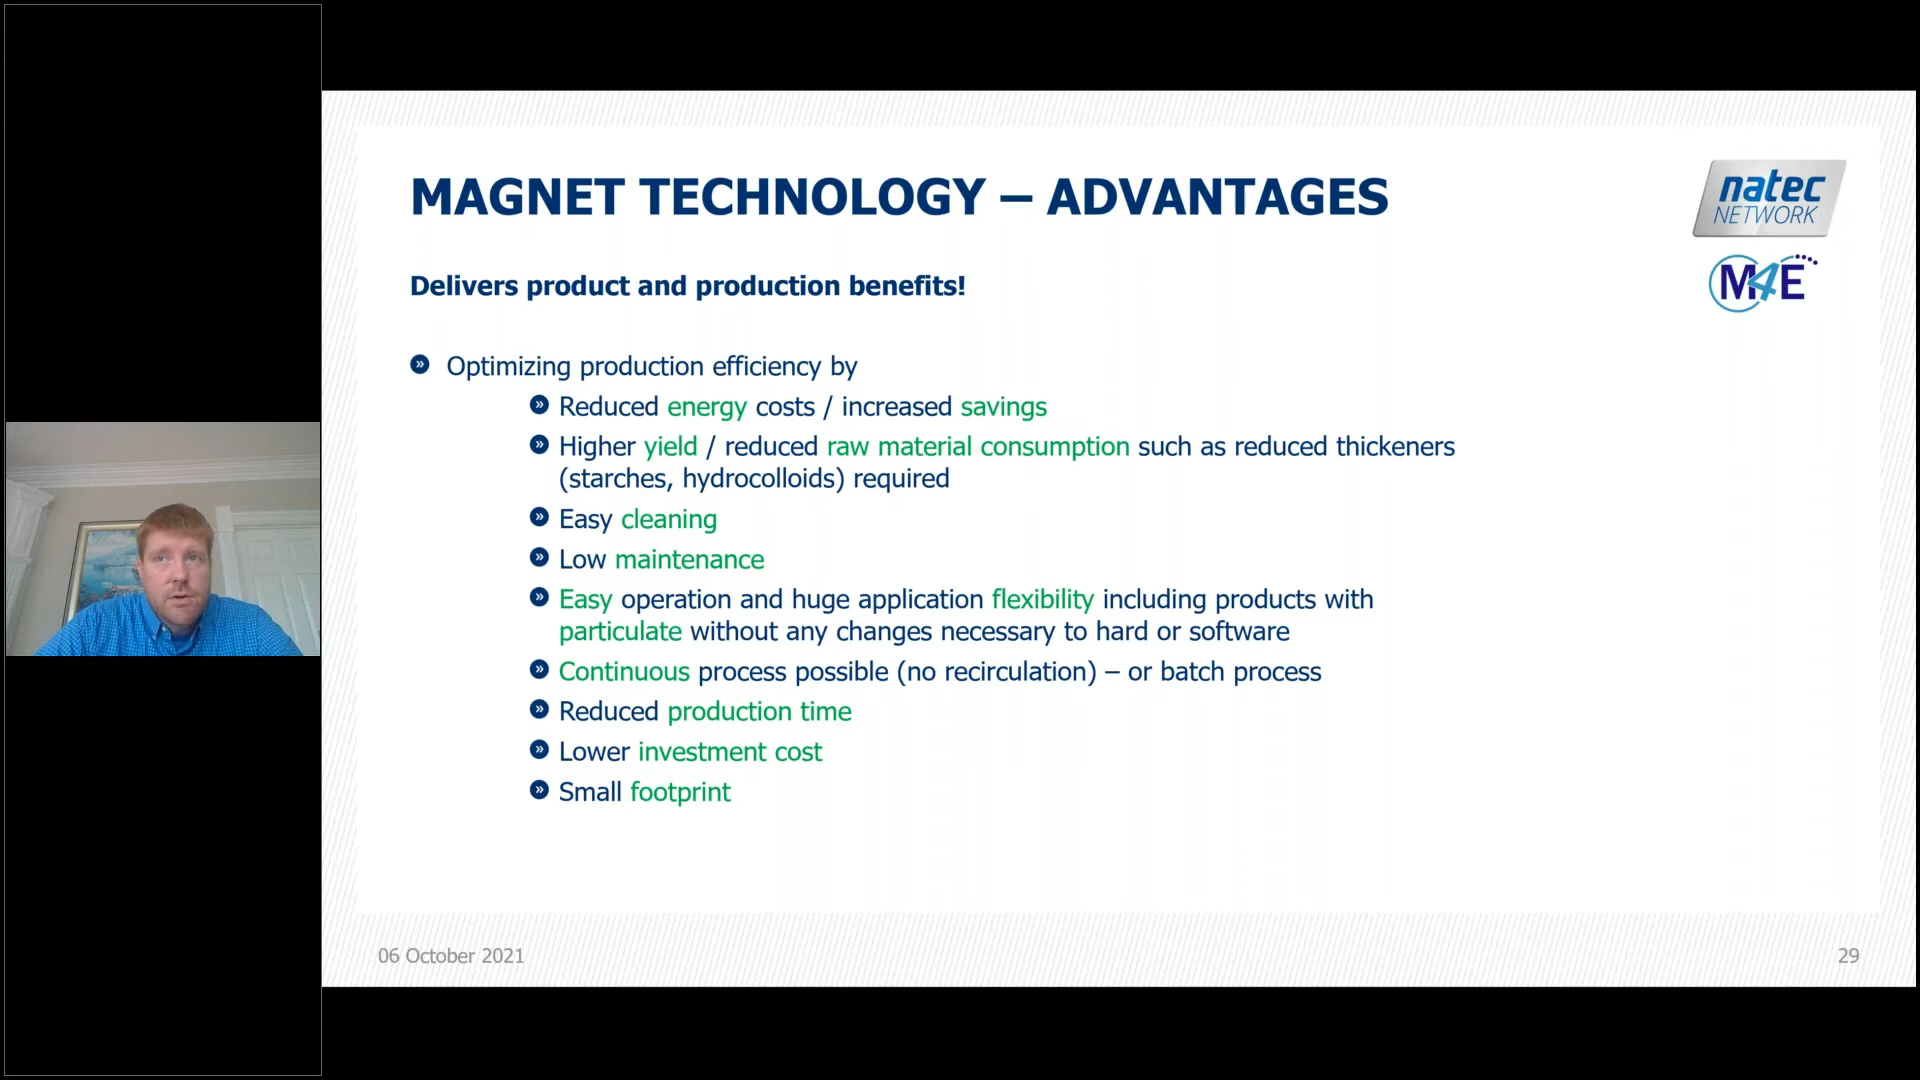 MAGNET TECHNOLOGY – ADVANTAGES
natec
NETWORK
M4E
Delivers product and production benefits!
» Optimizing production efficiency by
» Reduced energy costs / increased savings
» Higher yield / reduced raw material consumption such as reduced thickeners
(starches, hydrocolloids) required
» Easy cleaning
» Low maintenance
» Easy operation and huge application flexibility including products with
particulate without any changes necessary to hard or software
» Continuous process possible (no recirculation) – or batch process
» Reduced production time
» Lower investment cost
» Small footprint
06 October 2021
29